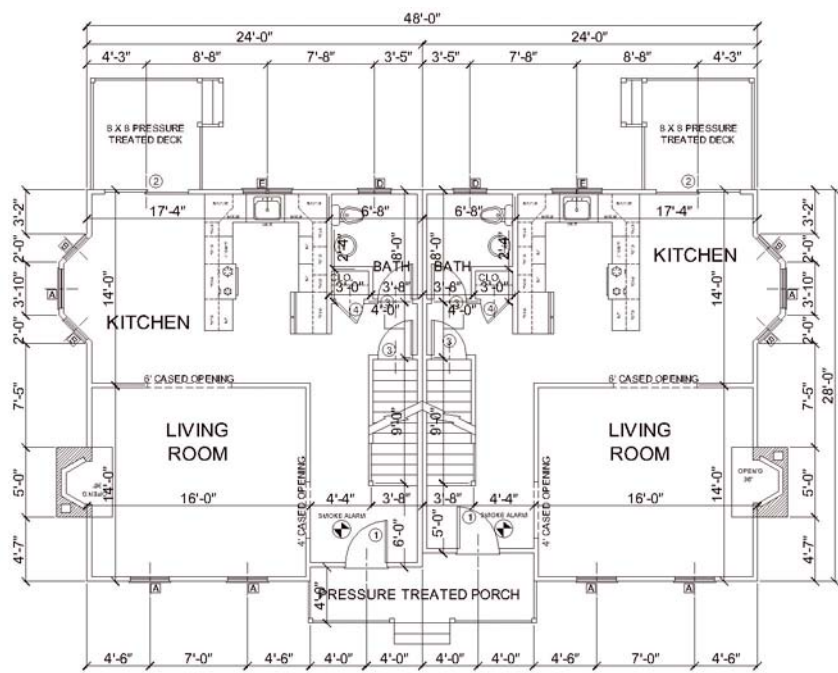 48'-0"
24'-0" 24'-0"
4'-3" 8'-8" 7'-8" 3'-5" 3'-5" 7'-8" 8'-8" 4'-3"
8 X 8 PRESSURE
TREATED DECK
8 X 8 PRESSURE
TREATED DECK
2 E D D E 2
17'-4" 6'-8" 6'-8" 17'-4"
3'-2" 2'-4" 8'-0" 8'-0" 2'-4" 3'-2"
2'-0" B BATH BATH KITCHEN B 2'-0"
CLO. CLO.
3'-10" A 14'-0" 3'-0" 3'-8" 3'-8" 3'-0" 14'-0" A 3'-10"
4 4'-0" 3 3 4'-0" 4
KITCHEN
2'-0" B 3 3 B 2'-0"
6' CASED OPENING 6' CASED OPENING
7'-5" 7'-5" 28'-0"
LIVING
ROOM
9'-0" 9'-0"
LIVING
ROOM
5'-0" OPEN'G
36" 14'-0" 4' CASED OPENING 4' CASED OPENING 14'-0" OPEN'G
36" 5'-0"
16'-0" 4'-4" 3'-8" 3'-8" 4'-4" 16'-0"
SMOKE ALARM 1 1 SMOKE ALARM
4'-7" 6'-0" 5'-0" 4'-7"
A A A A
4'-0" PRESSURE TREATED PORCH
4'-6" 7'-0" 4'-6" 4'-0" 4'-0" 4'-0" 4'-0" 4'-6" 7'-0" 4'-6"